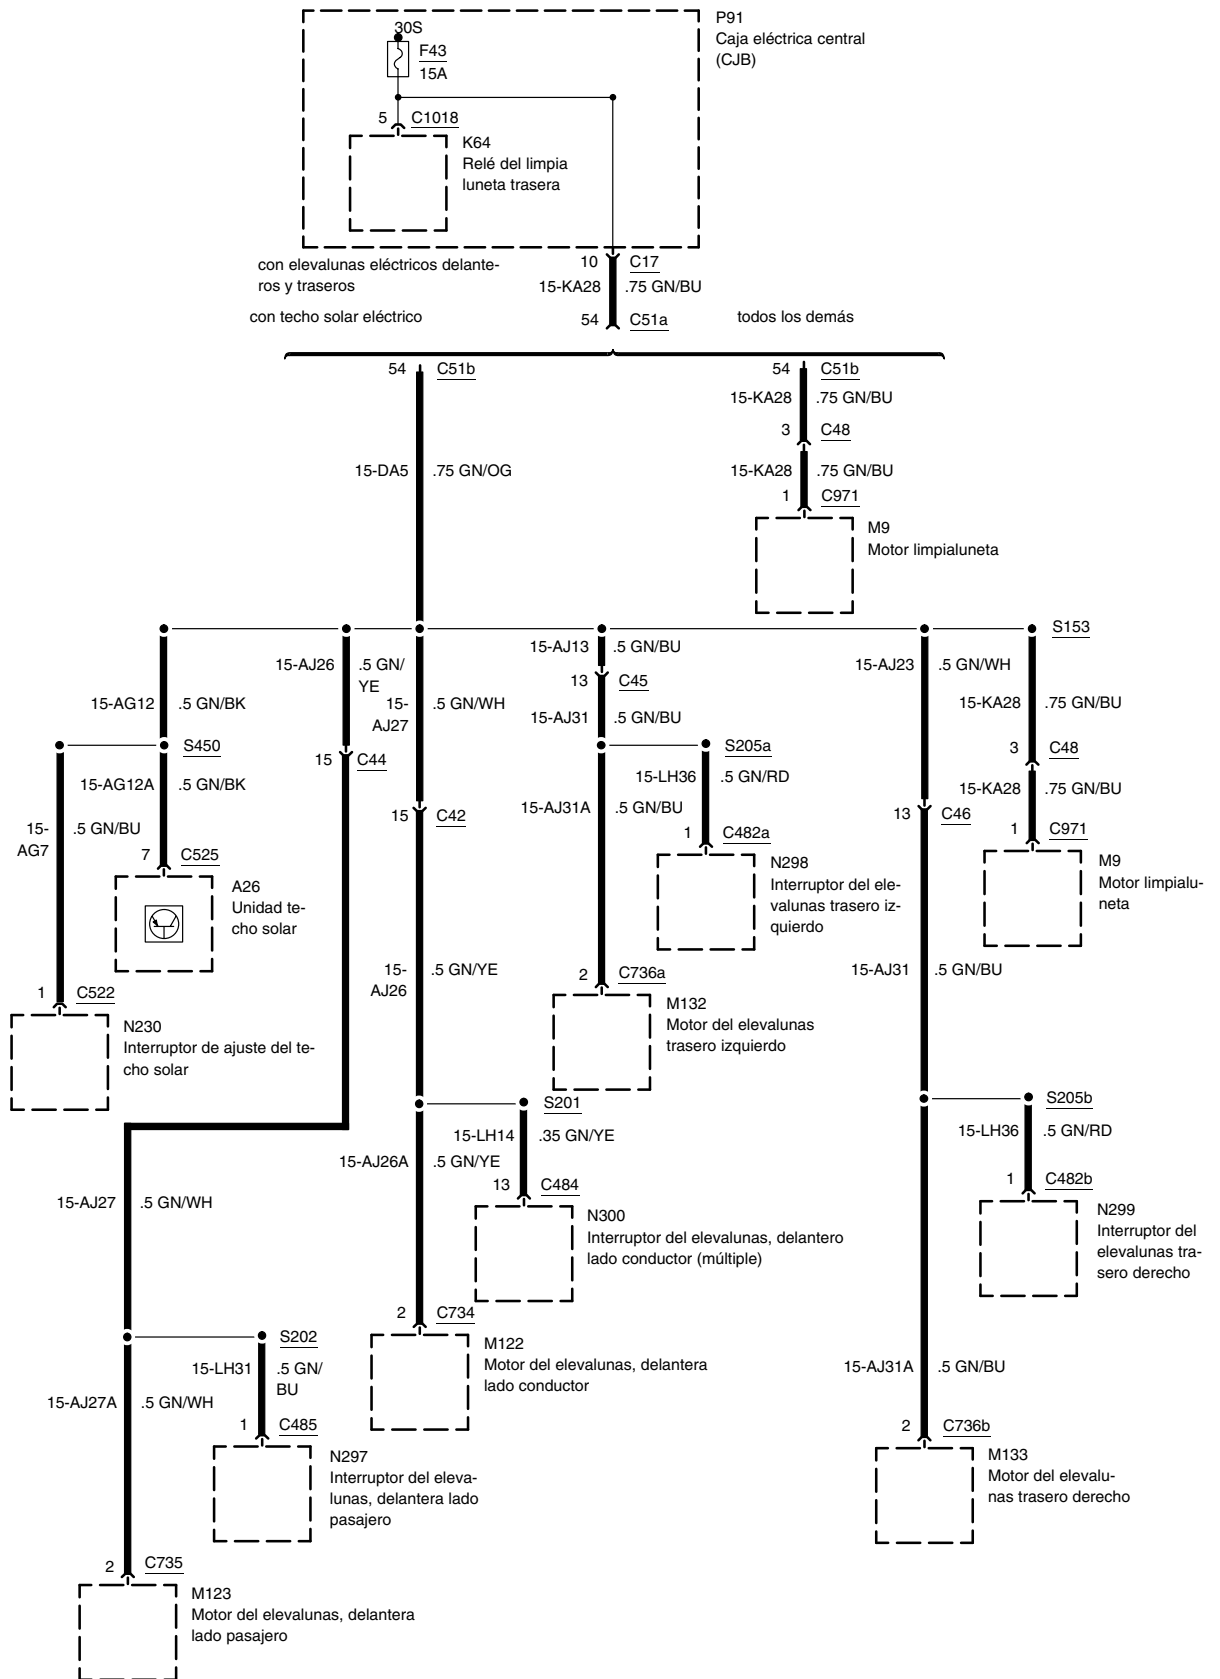 P91
Caja eléctrica central
(CJB)
30S
F43
15A
5 C1018
K64
Relé del limpia
luneta trasera
con elevalunas eléctricos delante-
ros y traseros
10 C17
15-KA28 .75 GN/BU
con techo solar eléctrico
54 C51a
todos los demás
54 C51b
54 C51b
15-KA28 .75 GN/BU
3 C48
15-DA5 .75 GN/OG
15-KA28 .75 GN/BU
1 C971
M9
Motor limpialuneta
S153
15-AJ26 .5 GN/
YE
15-AJ13 .5 GN/BU
15-AJ23 .5 GN/WH
13 C45
15-AG12 .5 GN/BK
15-
AJ27
.5 GN/WH
15-AJ31 .5 GN/BU
15-KA28 .75 GN/BU
S450
15 C44
S205a
3 C48
15-AG12A .5 GN/BK
15-LH36 .5 GN/RD
15-KA28 .75 GN/BU
15-
AG7
.5 GN/BU
15 C42
15-AJ31A .5 GN/BU
13 C46
7 C525
1 C482a
1 C971
A26
Unidad te-
cho solar
N298
Interruptor del ele-
valunas trasero iz-
quierdo
M9
Motor limpialu-
neta
15-
AJ26
.5 GN/YE
2 C736a
15-AJ31 .5 GN/BU
1 C522
N230
Interruptor de ajuste del te-
cho solar
M132
Motor del elevalunas
trasero izquierdo
S201
S205b
15-LH14 .35 GN/YE
15-LH36 .5 GN/RD
15-AJ26A .5 GN/YE
13 C484
1 C482b
15-AJ27 .5 GN/WH
N300
Interruptor del elevalunas, delantero
lado conductor (múltiple)
N299
Interruptor del
elevalunas tra-
sero derecho
2 C734
S202
M122
Motor del elevalunas, delantera
lado conductor
15-LH31 .5 GN/
BU
15-AJ31A .5 GN/BU
15-AJ27A .5 GN/WH
1 C485
2 C736b
N297
Interruptor del eleva-
lunas, delantera lado
pasajero
M133
Motor del elevalu-
nas trasero derecho
2 C735
M123
Motor del elevalunas, delantera
lado pasajero